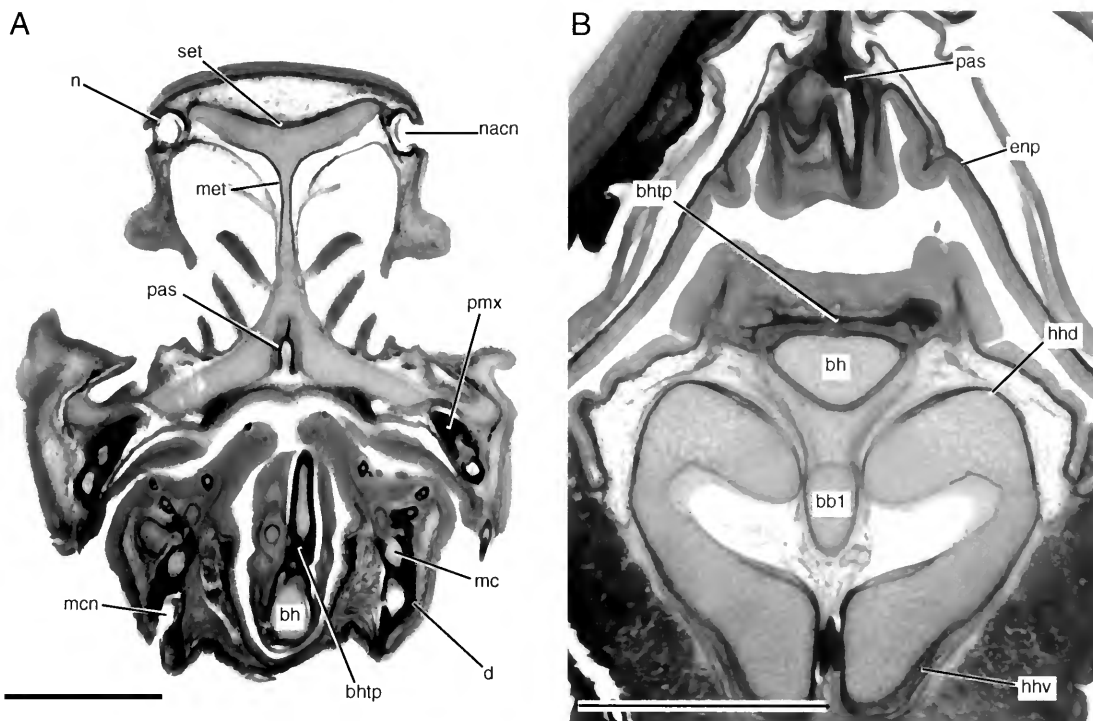 A
set
n
nacn
met
pas
pmx
mc
mcn
bh
bhtp
d
B
pas
enp
bhtp
bh
hhd
bb1
hhv